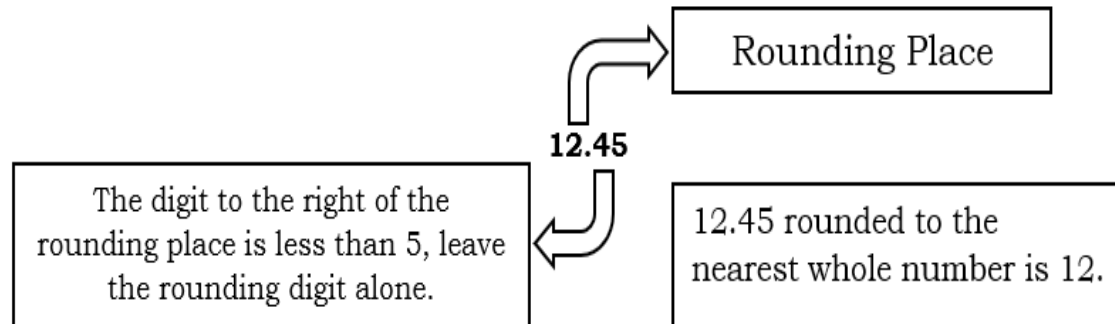 Rounding Place
12.45
The digit to the right of the
rounding place is less than 5, leave
the rounding digit alone.
12.45 rounded to the
nearest whole number is 12.